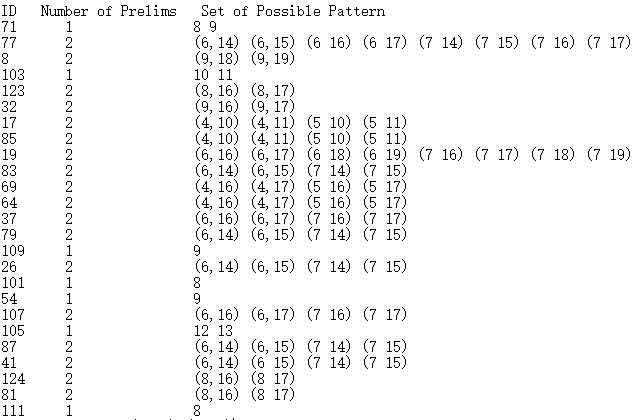 ID Number of Prelims Set of Possible Pattern
71 1 8 9
77 2 (6,14) (6,15) (6 16) (6 17) (7 14) (7 15) (7 16) (7 17)
8 2 (9,18) (9,19)
103 1 10 11
123 2 (8,16) (8,17)
32 2 (9,16) (9,17)
17 2 (4,10) (4,11) (5 10) (5 11)
85 2 (4,10) (4,11) (5 10) (5 11)
19 2 (6,16) (6,17) (6 18) (6 19) (7 16) (7 17) (7 18) (7 19)
83 2 (6,14) (6,15) (7 14) (7 15)
69 2 (4,16) (4,17) (5 16) (5 17)
64 2 (4,16) (4,17) (5 16) (5 17)
37 2 (6,16) (6,17) (7 16) (7 17)
79 2 (6,14) (6,15) (7 14) (7 15)
109 1 9
26 2 (6,14) (6,15) (7 14) (7 15)
101 1 8
54 1 9
107 2 (6,16) (6,17) (7 16) (7 17)
105 1 12 13
87 2 (6,14) (6,15) (7 14) (7 15)
41 2 (6,14) (6 15) (7 14) (7 15)
124 2 (8,16) (8 17)
81 2 (8,16) (8 17)
111 1 8